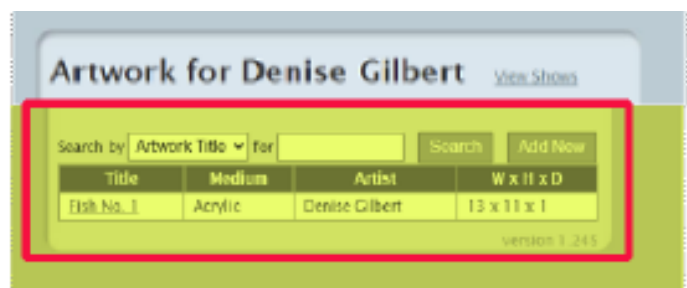 Artwork for Denise Gilbert View Shows
Search by Artwork Title for Search Add New
Title Medium Artist W x H x D
Fish No. 1 Acrylic Denise Gilbert 13 x 11 x 1
version 1.245